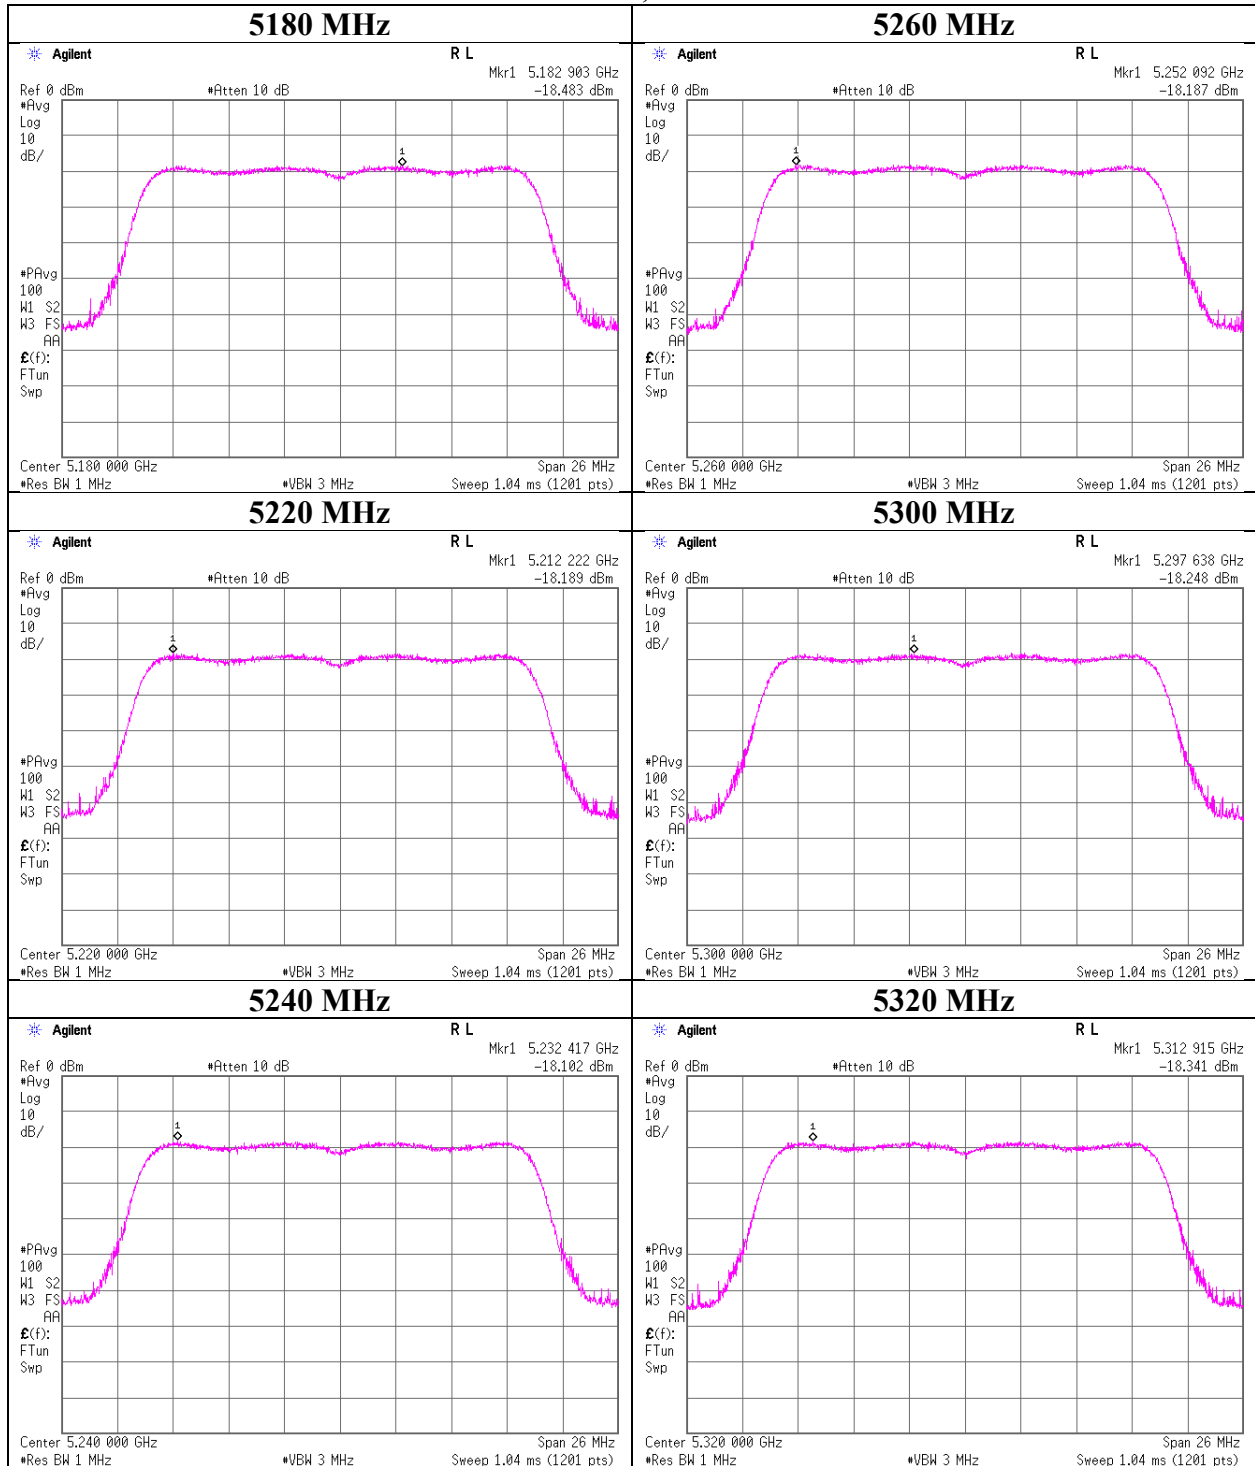 5180 MHz
Agilent R L
Mkr1 5.182 903 GHz
Ref 0 dBm #Atten 10 dB -18.483 dBm
#Avg
Log
10
dB/
1
#PAvg
100
W1 S2
W3 FS
AA
£(f):
FTun
Swp
Center 5.180 000 GHz Span 26 MHz
#Res BW 1 MHz #VBW 3 MHz Sweep 1.04 ms (1201 pts)
5260 MHz
Agilent R L
Mkr1 5.252 092 GHz
Ref 0 dBm #Atten 10 dB -18.187 dBm
#Avg
Log
10
dB/
1
#PAvg
100
W1 S2
W3 FS
AA
£(f):
FTun
Swp
Center 5.260 000 GHz Span 26 MHz
#Res BW 1 MHz #VBW 3 MHz Sweep 1.04 ms (1201 pts)
5220 MHz
Agilent R L
Mkr1 5.212 222 GHz
Ref 0 dBm #Atten 10 dB -18.189 dBm
#Avg
Log
10
dB/
1
#PAvg
100
W1 S2
W3 FS
AA
£(f):
FTun
Swp
Center 5.220 000 GHz Span 26 MHz
#Res BW 1 MHz #VBW 3 MHz Sweep 1.04 ms (1201 pts)
5300 MHz
Agilent R L
Mkr1 5.297 638 GHz
Ref 0 dBm #Atten 10 dB -18.248 dBm
#Avg
Log
10
dB/
1
#PAvg
100
W1 S2
W3 FS
AA
£(f):
FTun
Swp
Center 5.300 000 GHz Span 26 MHz
#Res BW 1 MHz #VBW 3 MHz Sweep 1.04 ms (1201 pts)
5240 MHz
Agilent R L
Mkr1 5.232 417 GHz
Ref 0 dBm #Atten 10 dB -18.102 dBm
#Avg
Log
10
dB/
1
#PAvg
100
W1 S2
W3 FS
AA
£(f):
FTun
Swp
Center 5.240 000 GHz Span 26 MHz
#Res BW 1 MHz #VBW 3 MHz Sweep 1.04 ms (1201 pts)
5320 MHz
Agilent R L
Mkr1 5.312 915 GHz
Ref 0 dBm #Atten 10 dB -18.341 dBm
#Avg
Log
10
dB/
1
#PAvg
100
W1 S2
W3 FS
AA
£(f):
FTun
Swp
Center 5.320 000 GHz Span 26 MHz
#Res BW 1 MHz #VBW 3 MHz Sweep 1.04 ms (1201 pts)